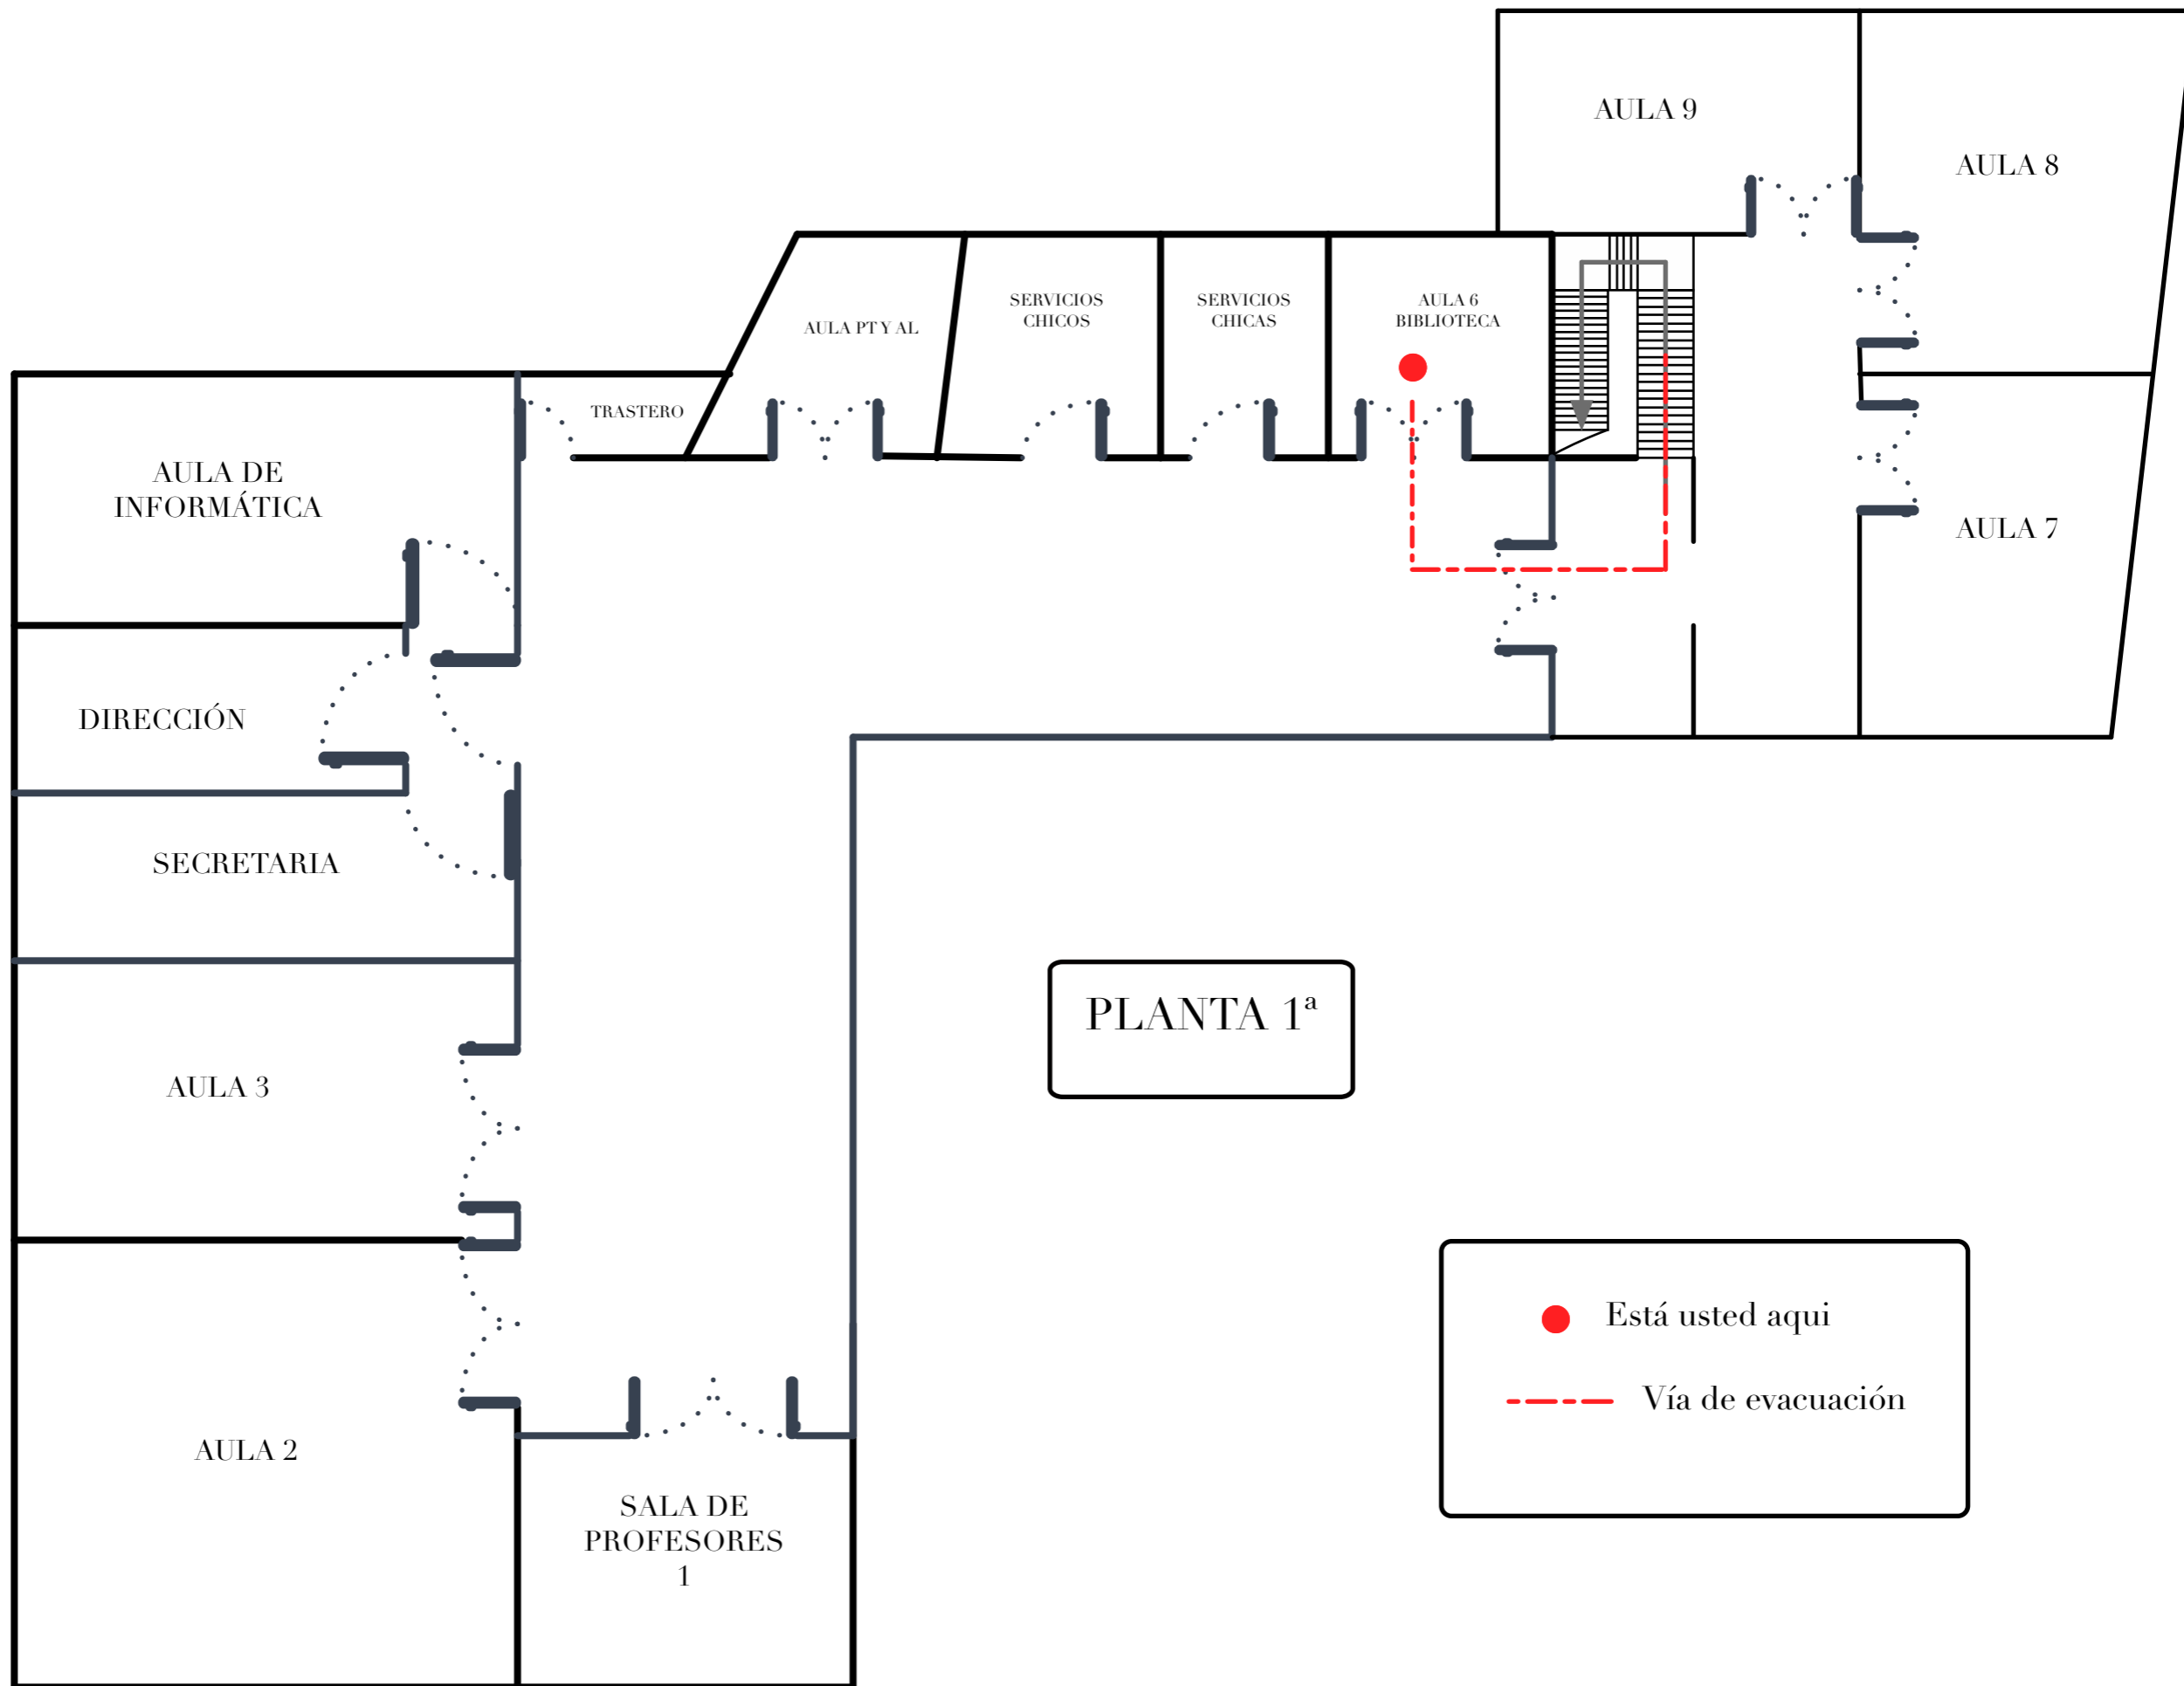 AULA 9
AULA 8
SERVICIOS
CHICOS
SERVICIOS
CHICAS
AULA 6
BIBLIOTECA
AULA PT Y AL
TRASTERO
AULA DE
INFORMÁTICA
AULA 7
DIRECCIÓN
SECRETARIA
PLANTA 1ª
AULA 3
Está usted aqui
Vía de evacuación
AULA 2
SALA DE
PROFESORES
1